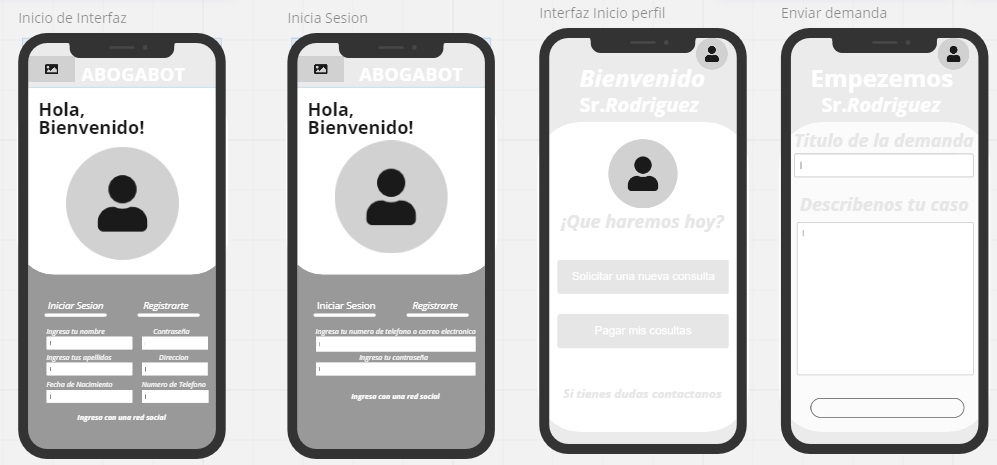 Inicio de Interfaz
ABOGABOT
Hola,
Bienvenido!
Iniciar Sesion
Registrarte
Ingresa tu nombre
Contraseña
Ingresa tus apellidos
Direccion
Fecha de Nacimiento
Numero de Telefono
Ingresa con una red social
Inicia Sesion
ABOGABOT
Hola,
Bienvenido!
Iniciar Sesion
Registrarte
Ingresa tu numero de telefono o correo electronico
Ingresa tu contraseña
Ingresa con una red social
Interfaz Inicio perfil
Bienvenido
Sr.Rodriguez
¡Que haremos hoy?
Solicitar una nueva consulta
Pagar mis cosultas
Si tienes dudas contactanos
Enviar demanda
Empezemos
Sr.Rodriguez
Titulo de la demanda
Describenos tu caso